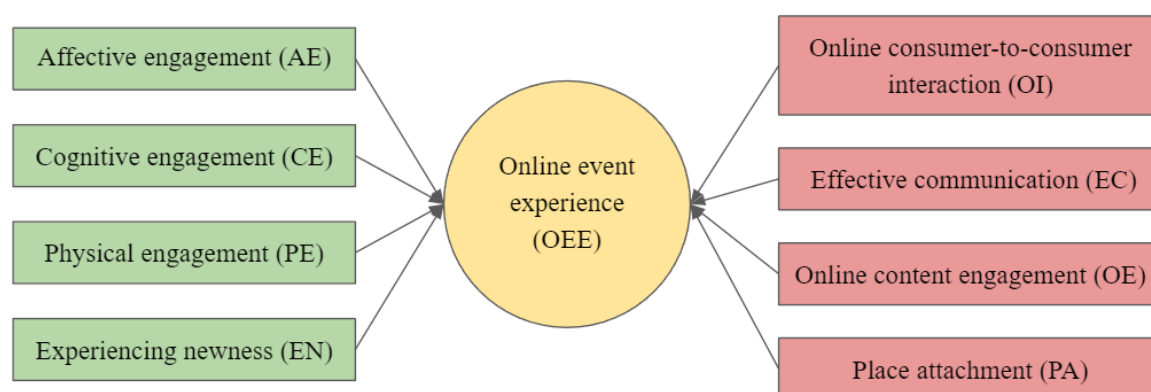 Affective engagement (AE)
Cognitive engagement (CE)
Physical engagement (PE)
Experiencing newness (EN)
Online event
experience
(OEE)
Online consumer-to-consumer
interaction (OI)
Effective communication (EC)
Online content engagement (OE)
Place attachment (PA)